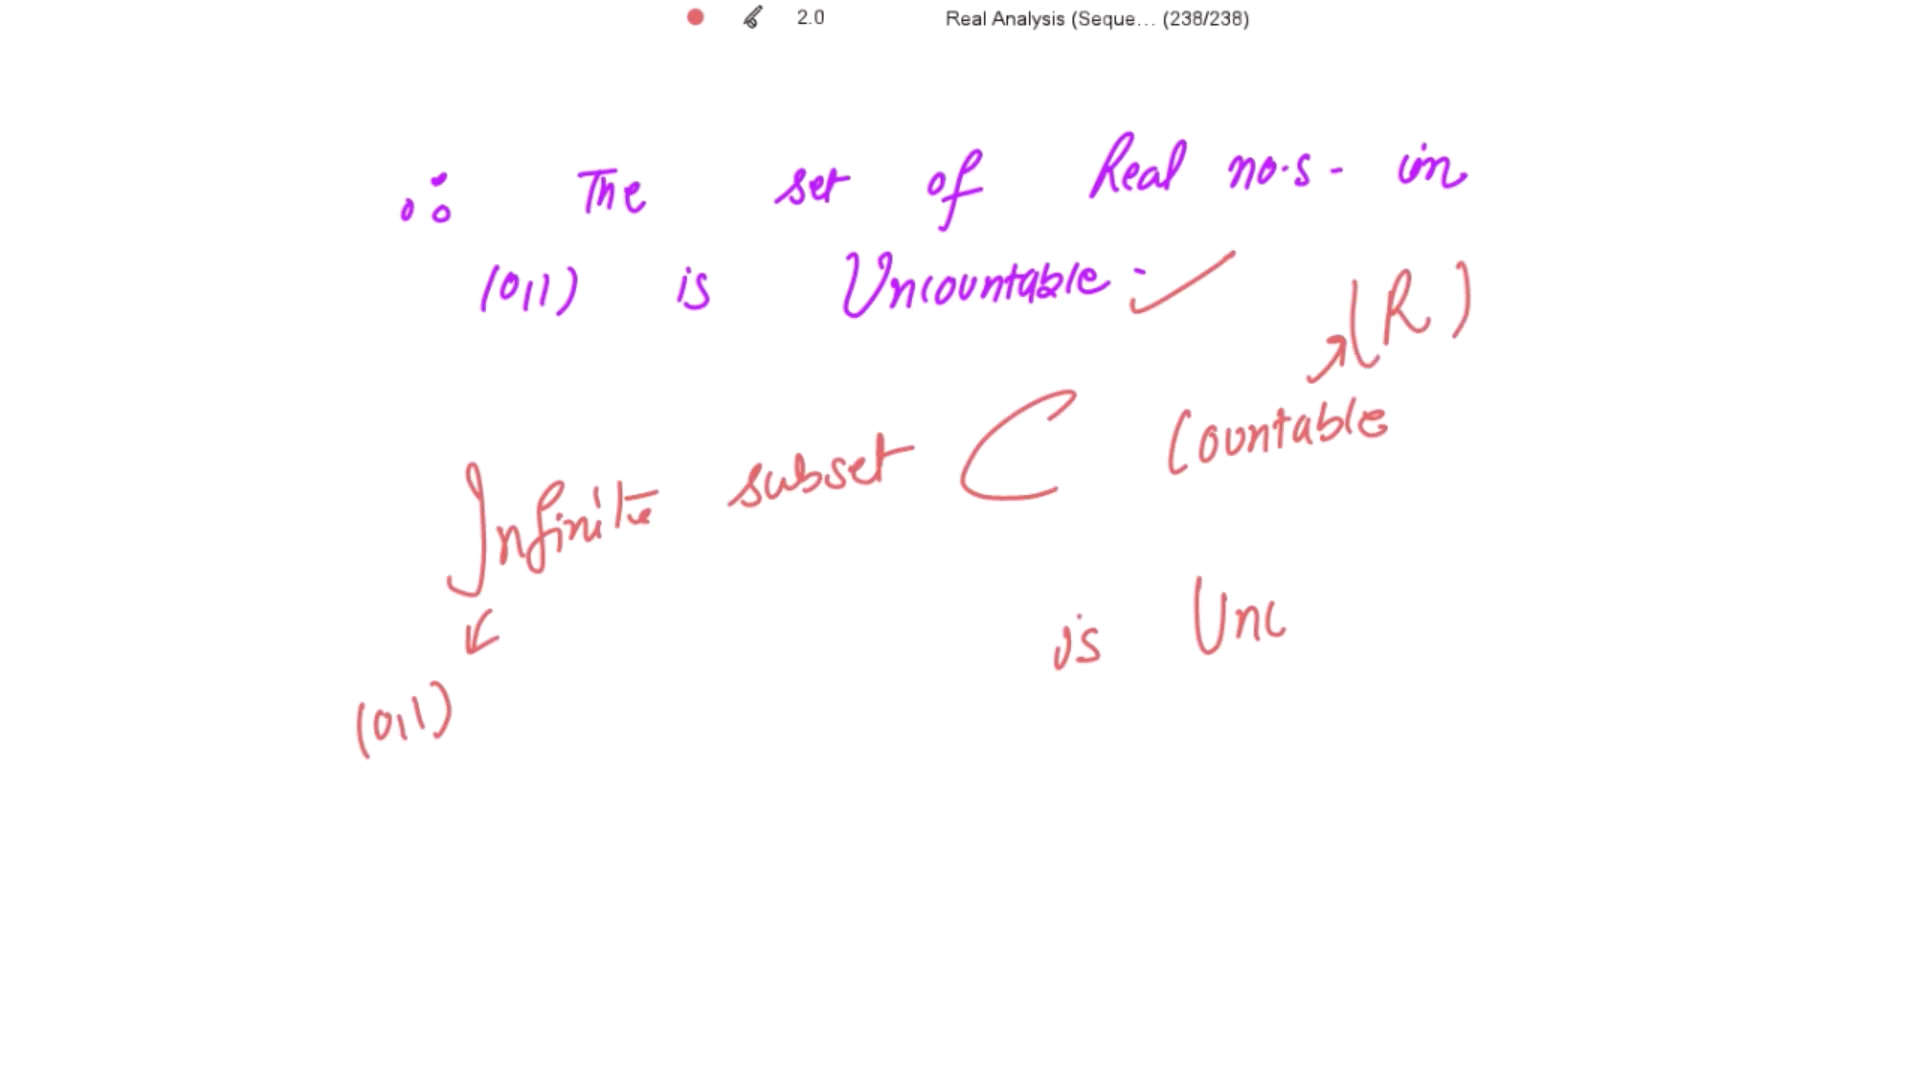 2.0 Real Analysis (Seque... (238/238)
∴ The set of Real no.s. in
(0,1) is Uncountable.
(R)
Infinite subset ⊂ Countable
is Unc
(0,1)